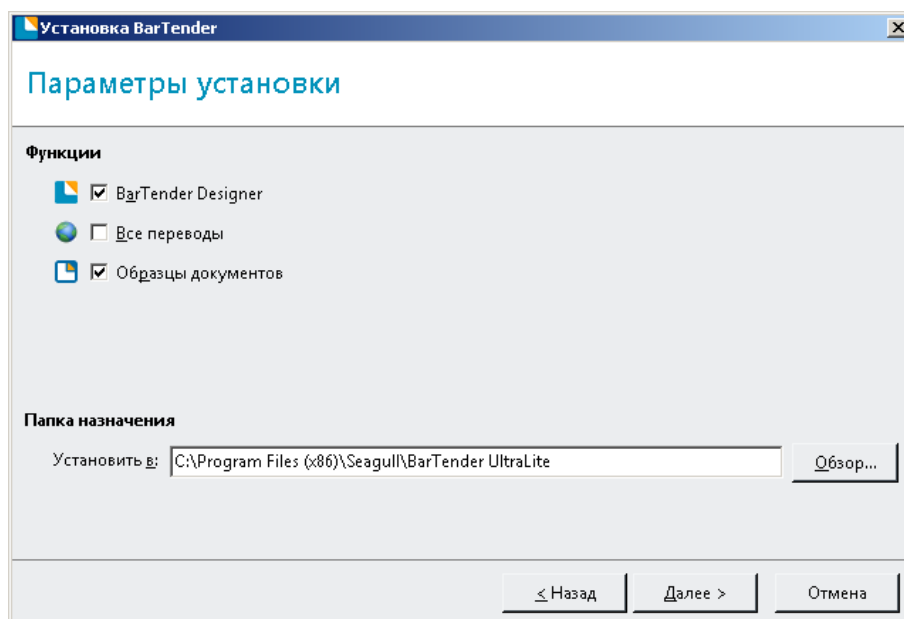 Установка BarTender
Параметры установки
Функции
BarTender Designer
Все переводы
Образцы документов
Папка назначения
Установить в: C:\Program Files (x86)\Seagull\BarTender UltraLite Обзор...
< Назад Далее > Отмена